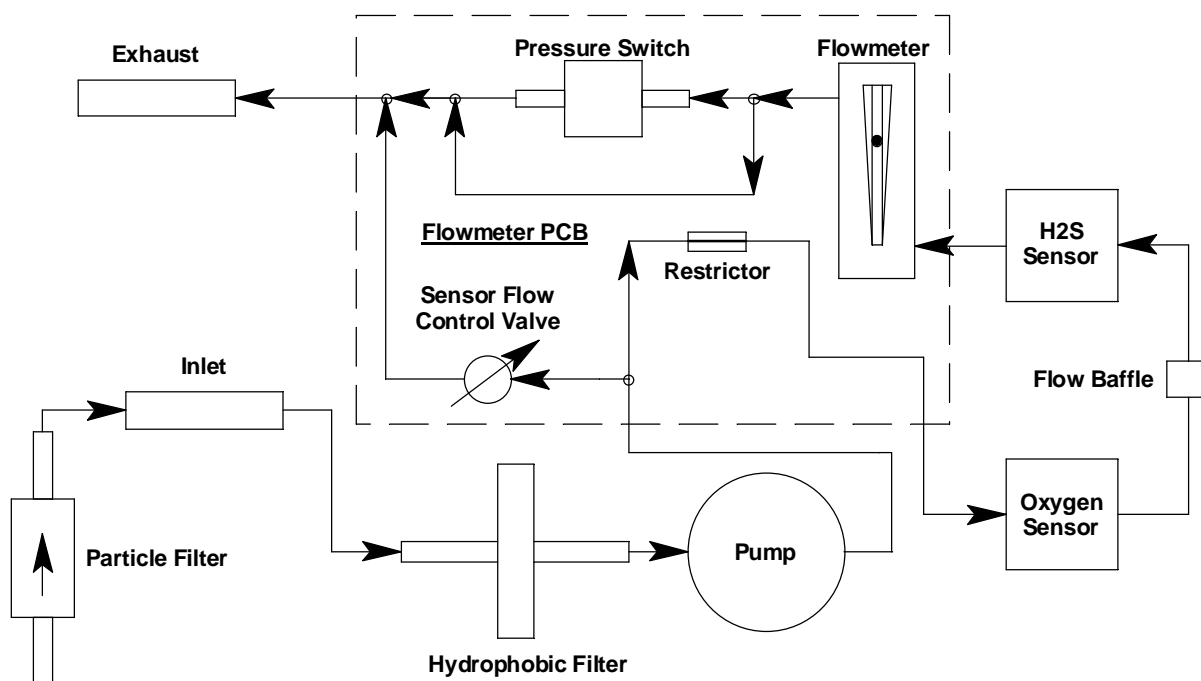 Exhaust
Pressure Switch
Flowmeter
Flowmeter PCB
Restrictor
H2S
Sensor
Sensor Flow
Control Valve
Inlet
Flow Baffle
Particle Filter
Pump
Oxygen
Sensor
Hydrophobic Filter